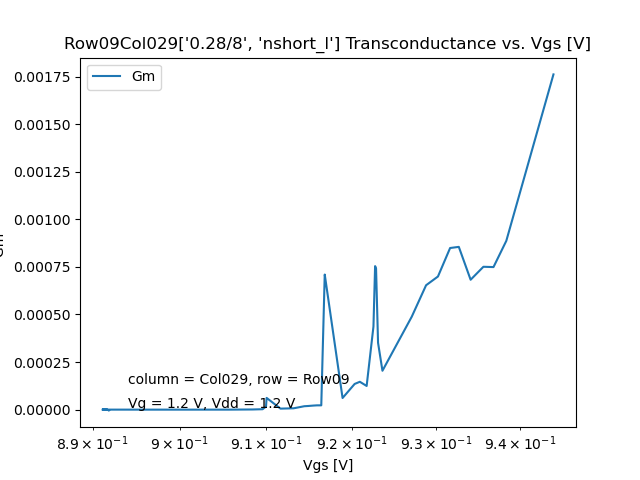 Row09Col029['0.28/8', 'nshort_l'] Transconductance vs. Vgs [V]
Gm
0.00175
0.00150
0.00125
0.00100
0.00075
0.00050
0.00025
0.00000
column = Col029, row = Row09
Vg = 1.2 V, Vdd = 1.2 V
8.9 × 10⁻¹ 9 × 10⁻¹ 9.1 × 10⁻¹ 9.2 × 10⁻¹ 9.3 × 10⁻¹ 9.4 × 10⁻¹
Vgs [V]